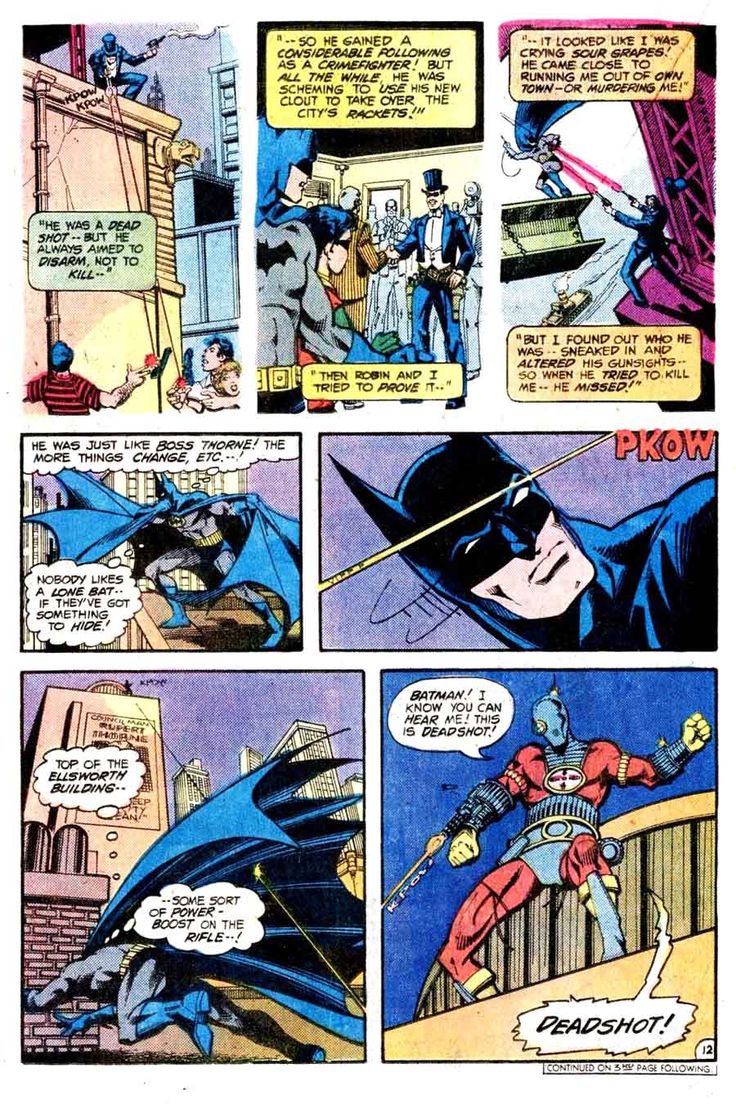 KPOW
KPOW
"HE WAS A DEAD
SHOT-- BUT HE
ALWAYS AIMED TO
DISARM, NOT TO
KILL--"
"--SO HE GAINED A
CONSIDERABLE FOLLOWING
AS A CRIMEFIGHTER! BUT
ALL THE WHILE, HE WAS
SCHEMING TO USE HIS NEW
CLOUT TO TAKE OVER THE
CITY'S RACKETS!"
"THEN ROBIN AND I
TRIED TO PROVE IT--"
"--IT LOOKED LIKE I WAS
CRYING SOUR GRAPES!
HE CAME CLOSE TO
RUNNING ME OUT OF OWN
TOWN--OR MURDERING ME!"
"BUT I FOUND OUT WHO HE
WAS -- SNEAKED IN AND
ALTERED HIS GUNSIGHTS--
SO WHEN HE TRIED TO KILL
ME-- HE MISSED!"
HE WAS JUST LIKE BOSS THORNE! THE
MORE THINGS CHANGE, ETC.--!
NOBODY LIKES
A LONE BAT--
IF THEY'VE GOT
SOMETHING
TO HIDE!
PKOW
COUNCILMAN
RUPERT
THORNE
TOP OF THE
ELLSWORTH
BUILDING--
--SOME SORT
OF POWER-
BOOST ON THE
RIFLE--!
BATMAN! I
KNOW YOU CAN
HEAR ME! THIS
IS DEADSHOT!
KPOW!
DEADSHOT!
12
CONTINUED ON 3RD PAGE FOLLOWING